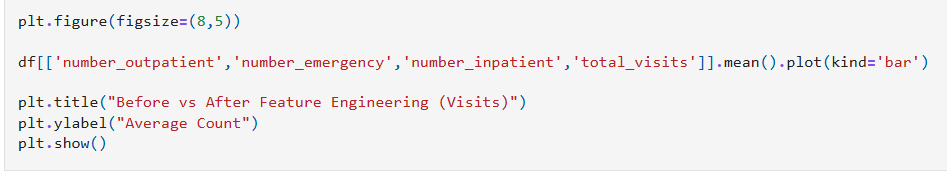 plt.figure(figsize=(8,5))
df[['number_outpatient','number_emergency','number_inpatient','total_visits']].mean().plot(kind='bar')
plt.title("Before vs After Feature Engineering (Visits)")
plt.ylabel("Average Count")
plt.show()